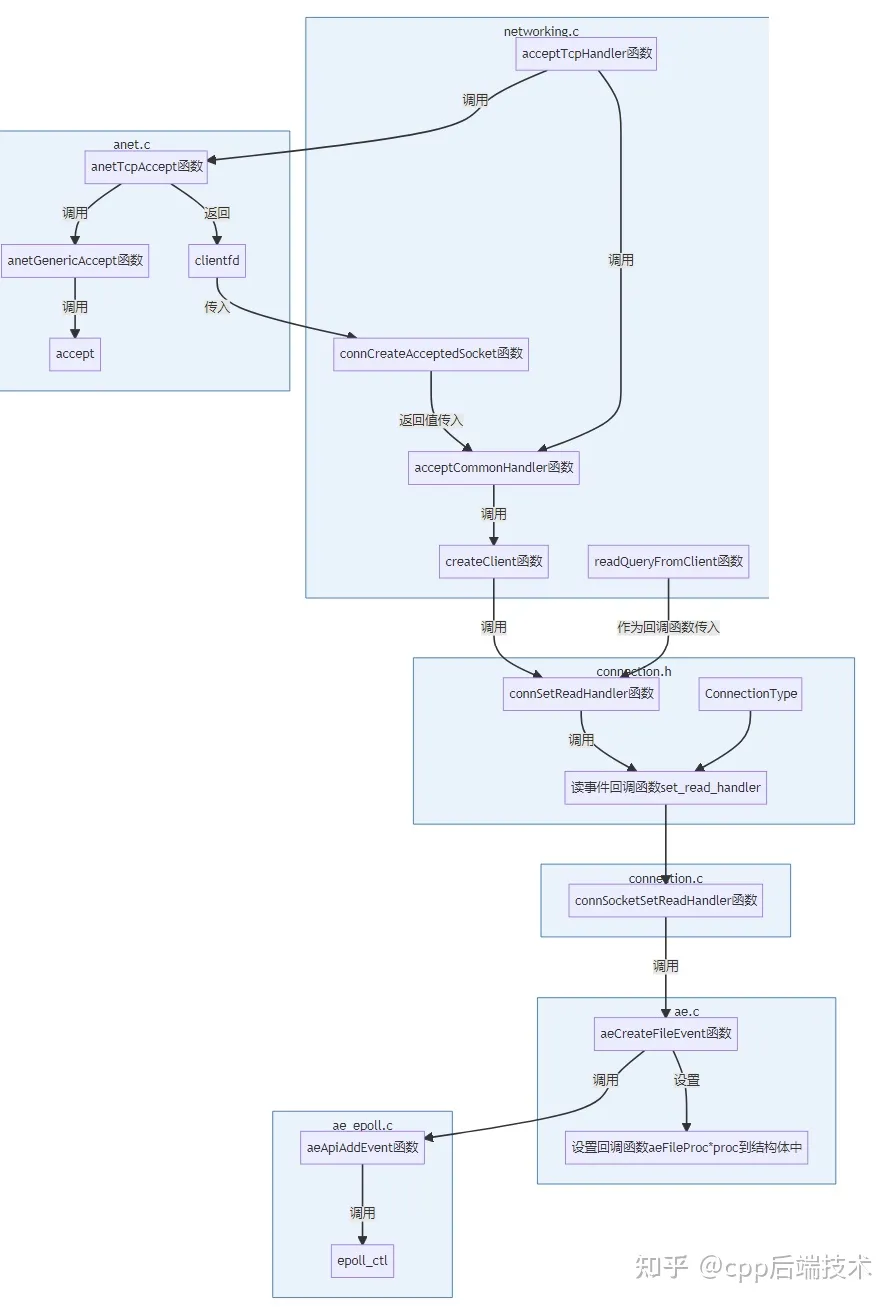 networking.c
acceptTcpHandler函数
调用
anet.c
anetTcpAccept函数
调用
返回
anetGenericAccept函数
clientfd
调用
调用
传入
accept
connCreateAcceptedSocket函数
返回值传入
acceptCommonHandler函数
调用
createClient函数
readQueryFromClient函数
调用
作为回调函数传入
connection.h
connSetReadHandler函数
ConnectionType
调用
读事件回调函数set_read_handler
connection.c
connSocketSetReadHandler函数
调用
ae.c
aeCreateFileEvent函数
调用
设置
ae_epoll.c
aeApiAddEvent函数
设置回调函数aeFileProc*proc到结构体中
调用
epoll_ctl
知乎 @cpp后端技术